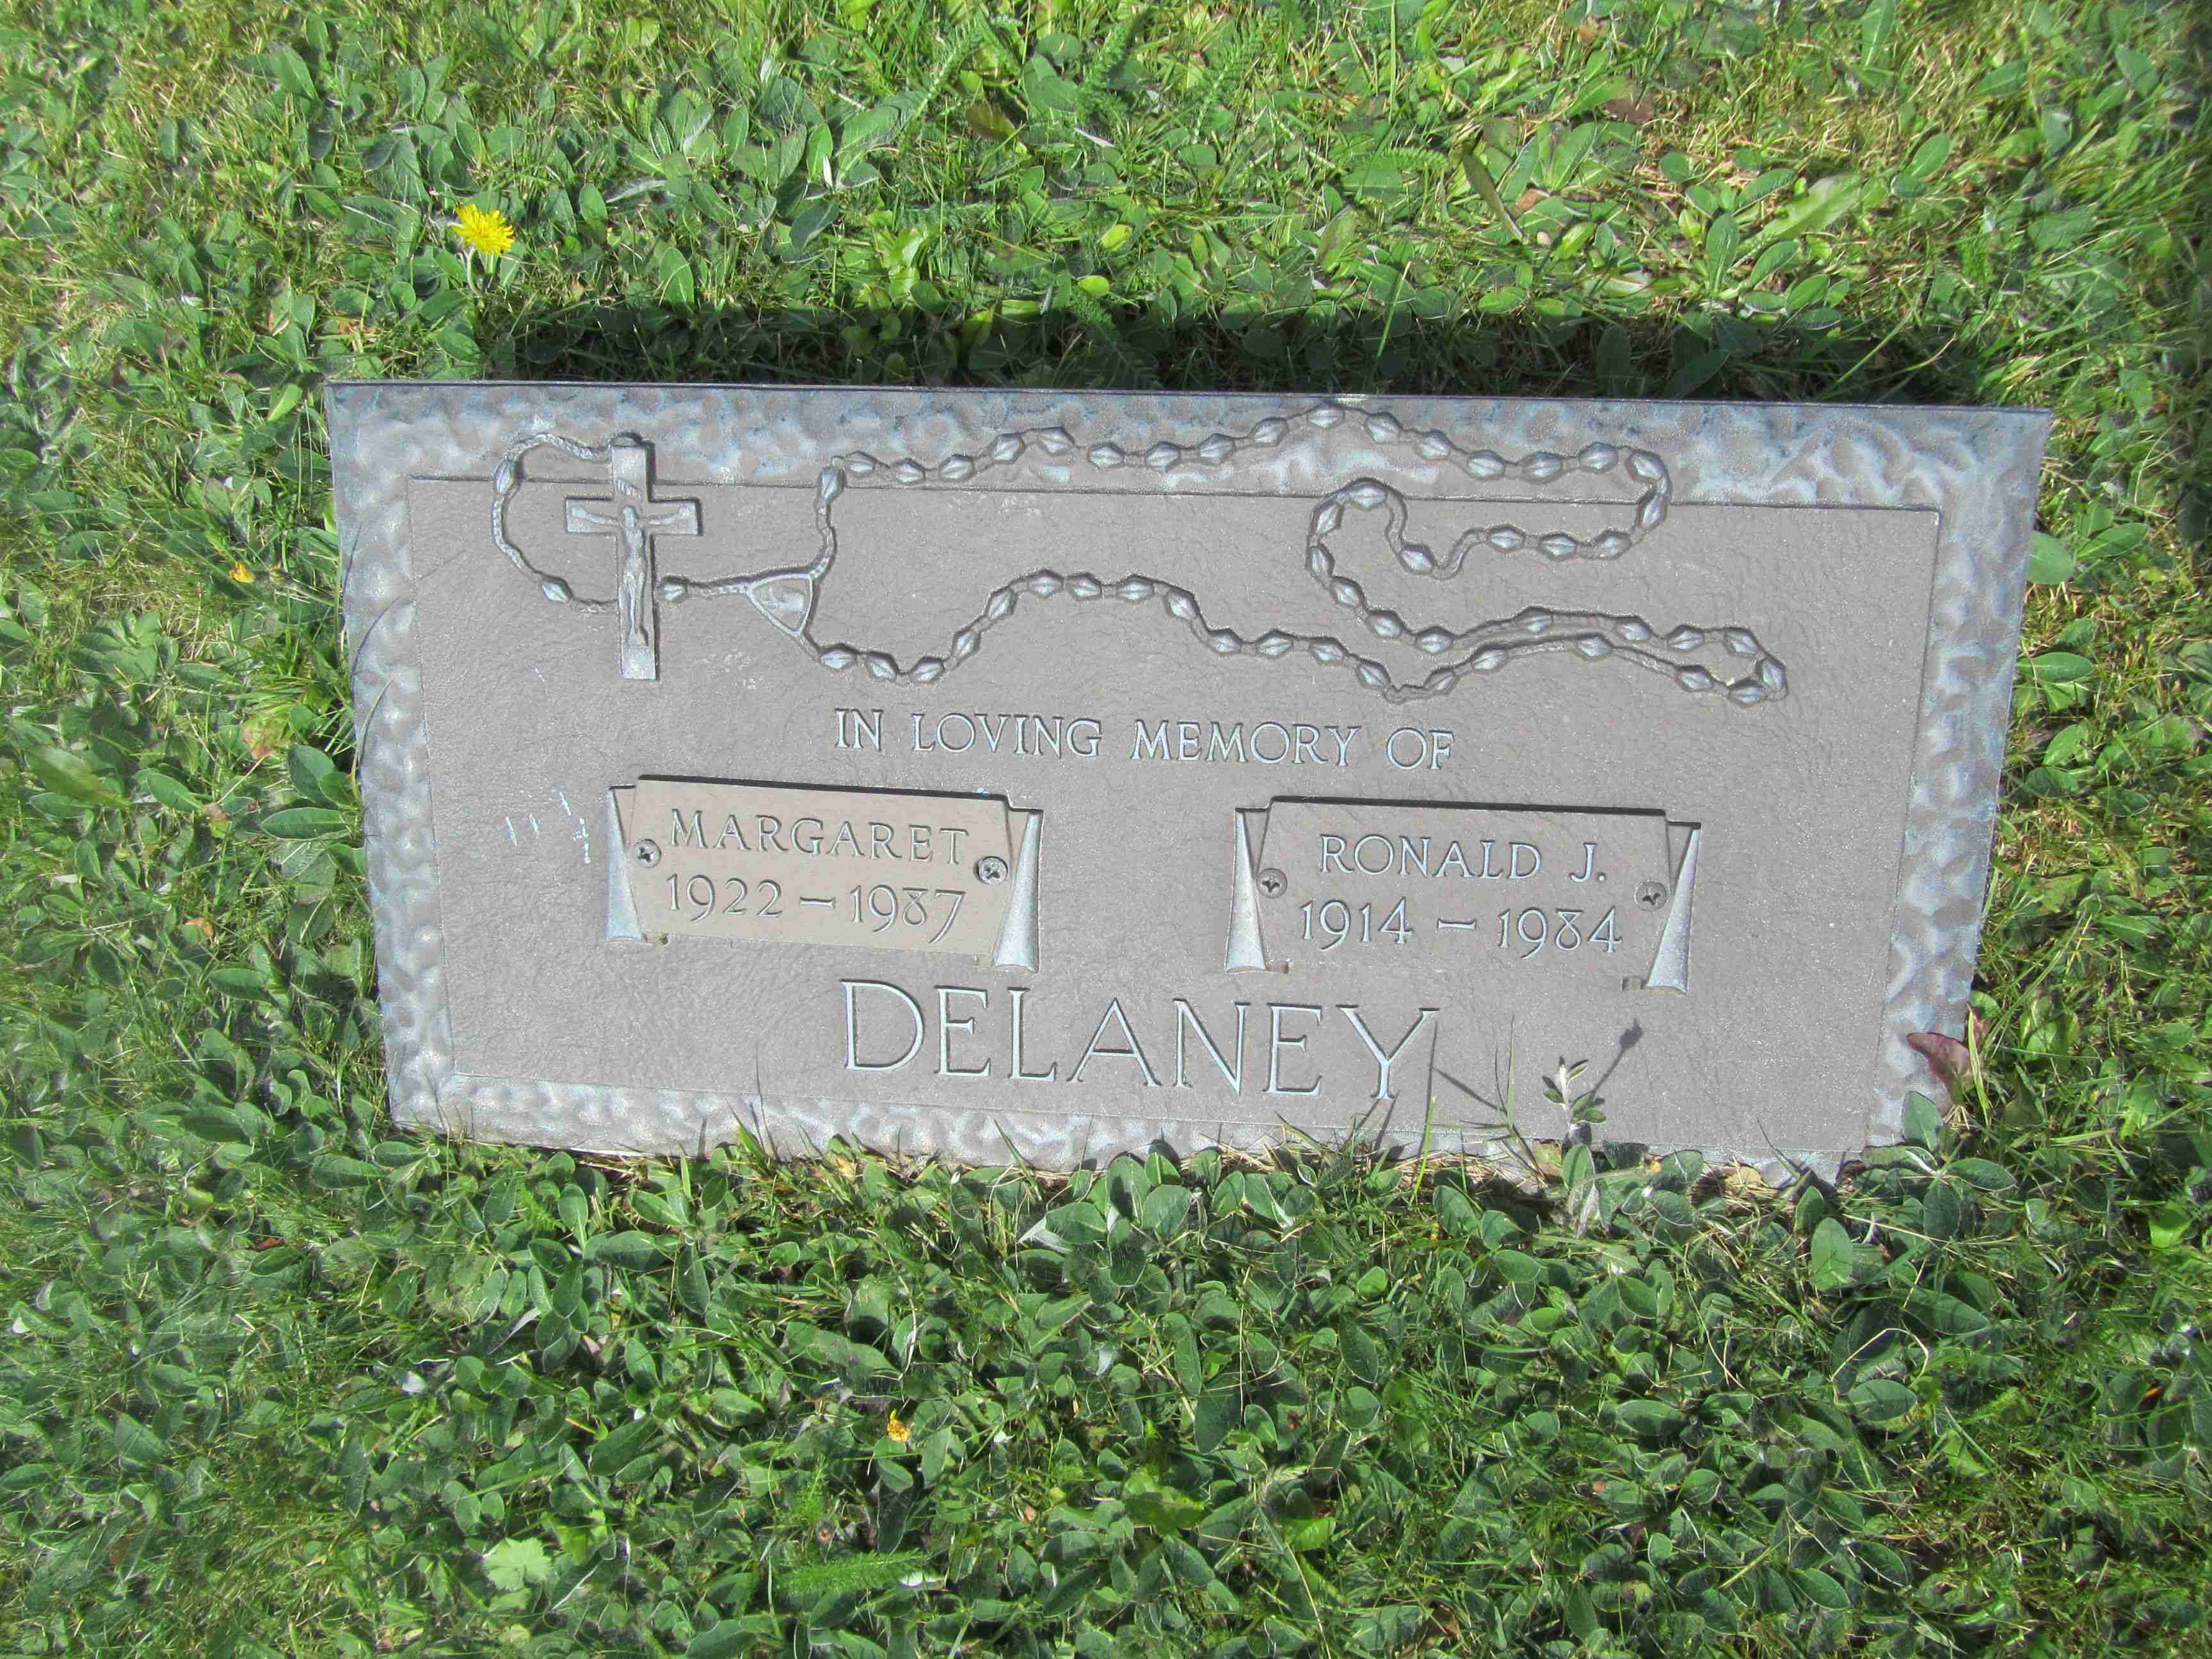 IN LOVING MEMORY OF
MARGARET
1922 – 1987
RONALD J.
1914 – 1984
DELANEY